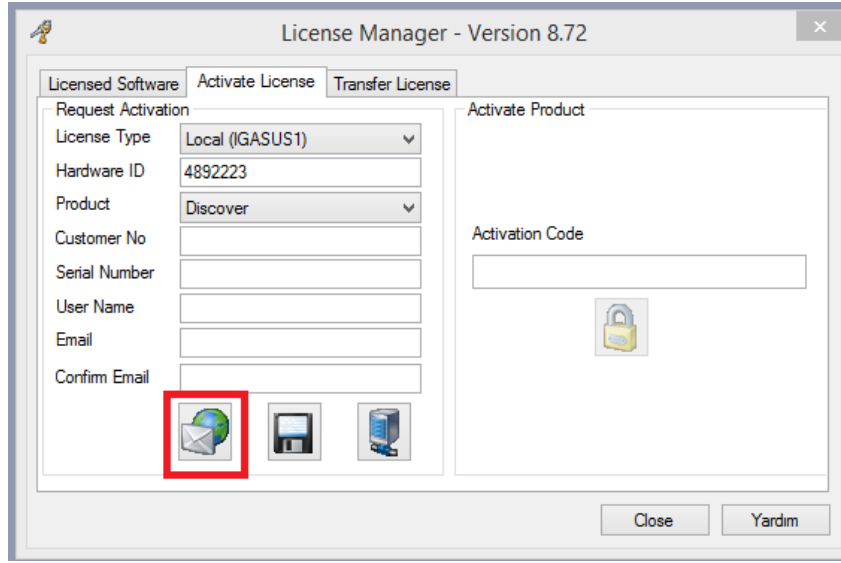 License Manager - Version 8.72
Licensed Software Activate License Transfer License
Request Activation
License Type Local (IGASUS1)
Hardware ID 4892223
Product Discover
Customer No
Serial Number
User Name
Email
Confirm Email
Activate Product
Activation Code
Close Yardım